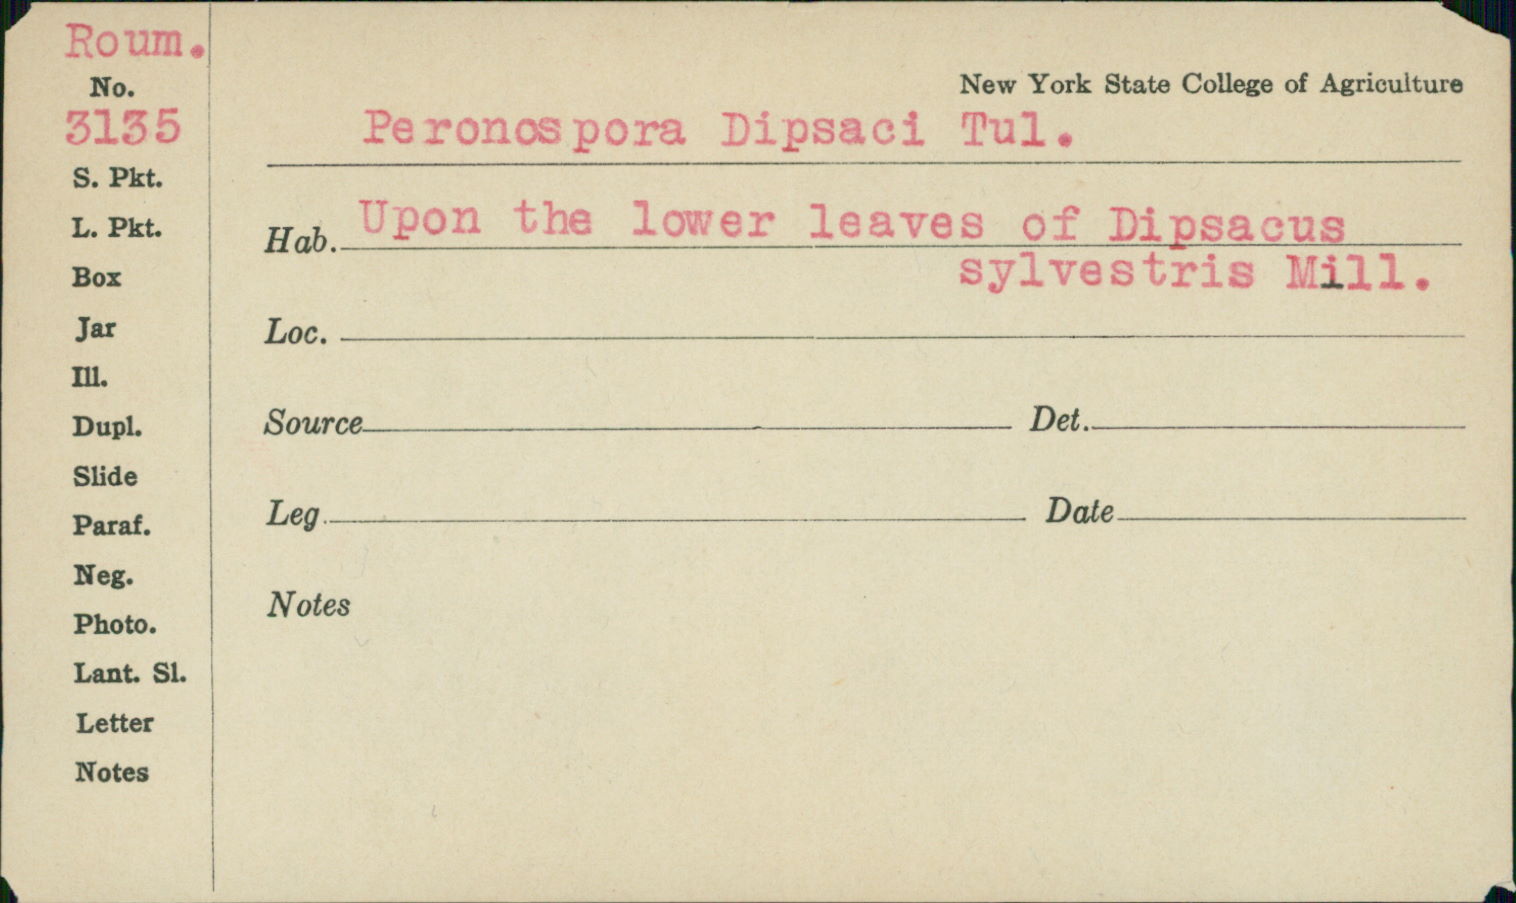 Roum.
No.
3135
S. Pkt.
L. Pkt.
Box
Jar
Ill.
Dupl.
Slide
Paraf.
Neg.
Photo.
Lant. Sl.
Letter
Notes
New York State College of Agriculture
Peronospora Dipsaci Tul.
Hab. Upon the lower leaves of Dipsacus
sylvestris Mill.
Loc.
Source Det.
Leg. Date
Notes